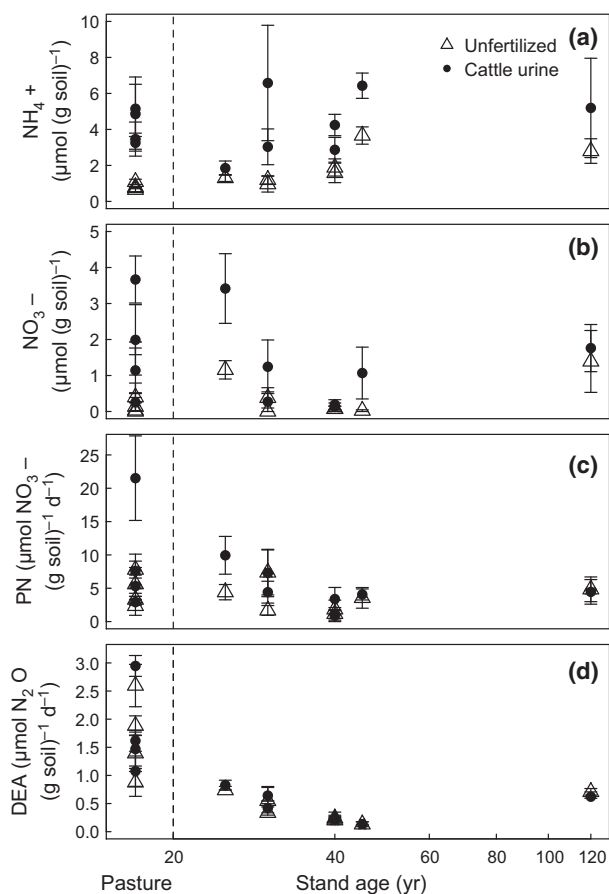 (a)
△ Unfertilized
● Cattle urine
NH₄ +
(µmol (g soil)⁻¹
10
8
6
4
2
0
(b)
NO₃ −
(µmol (g soil)⁻¹
5
4
3
2
1
0
(c)
PN (µmol NO₃ −
(g soil)⁻¹ d⁻¹)
25
20
15
10
5
0
(d)
DEA (µmol N₂ O
(g soil)⁻¹ d⁻¹)
3.0
2.5
2.0
1.5
1.0
0.5
0.0
20 40 60 80 100 120
Pasture Stand age (yr)